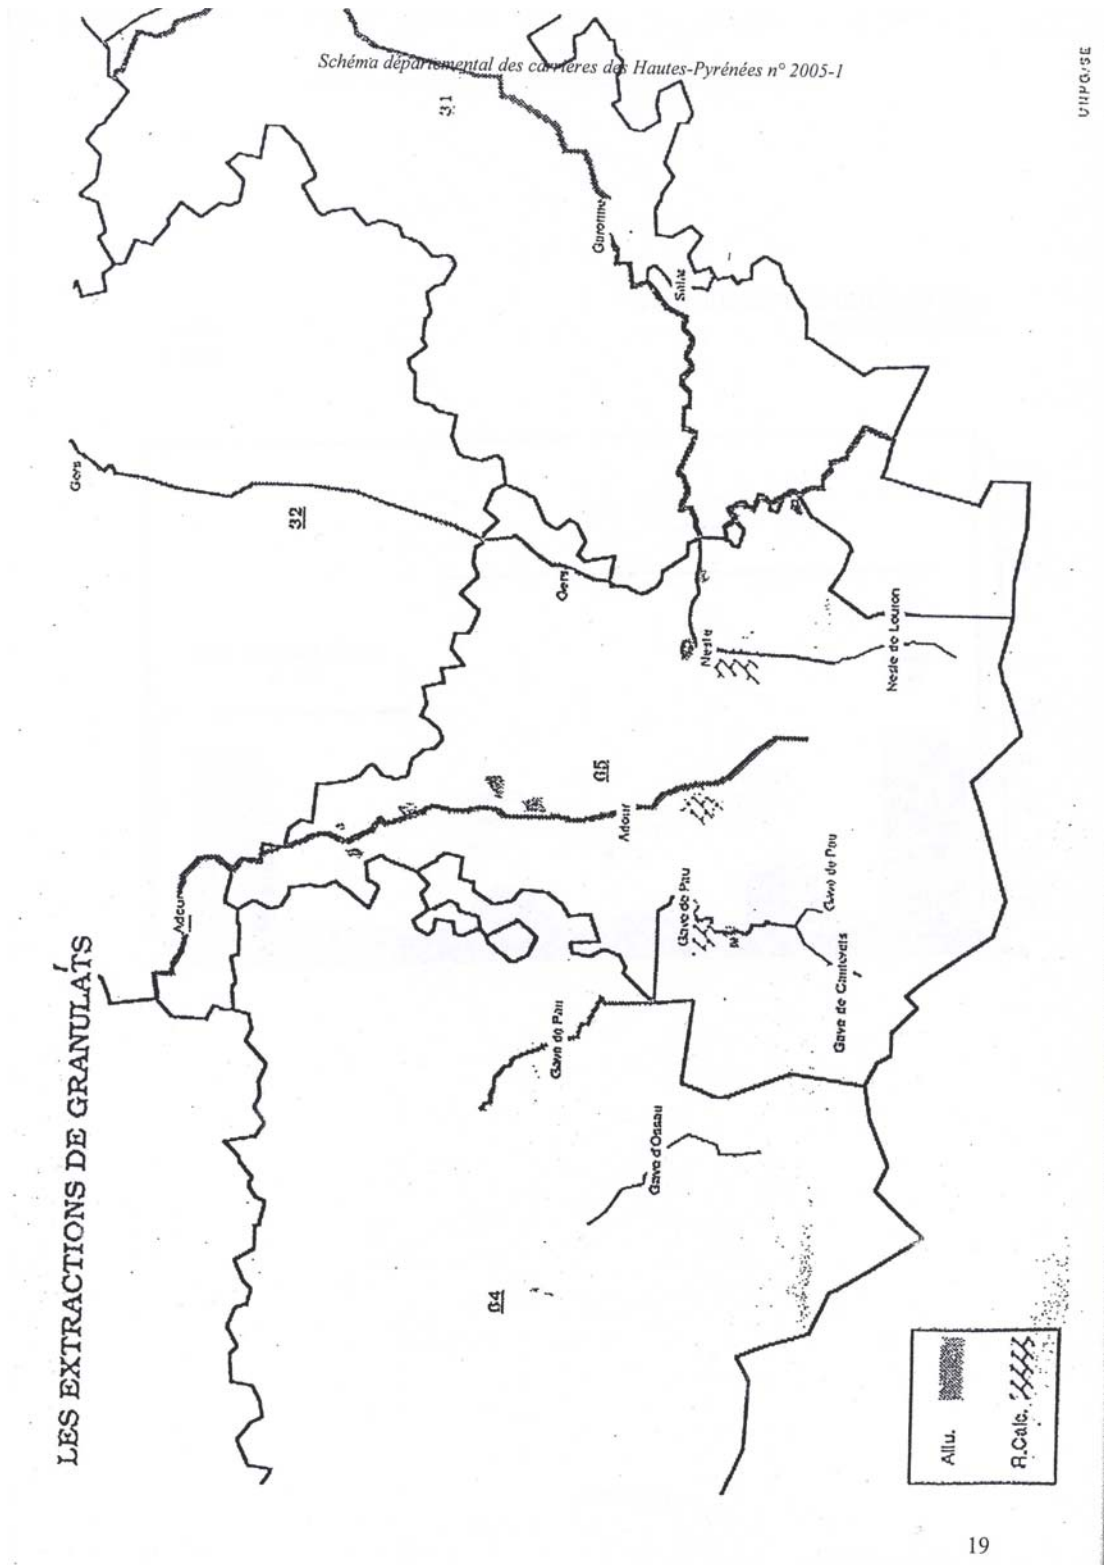 Schéma départemental des carrières des Hautes-Pyrénées n° 2005-1
UNPG/SE
LES EXTRACTIONS DE GRANULATS
31
Garonne
Gers
32
Gers
Neste
Neste de Louron
65
Adour
Adour
Gave de Pau
Gave de Pau
Gave de Cauterets
Gave de Pau
Gave d'Ossau
64
Allu.
R.Calc.
19